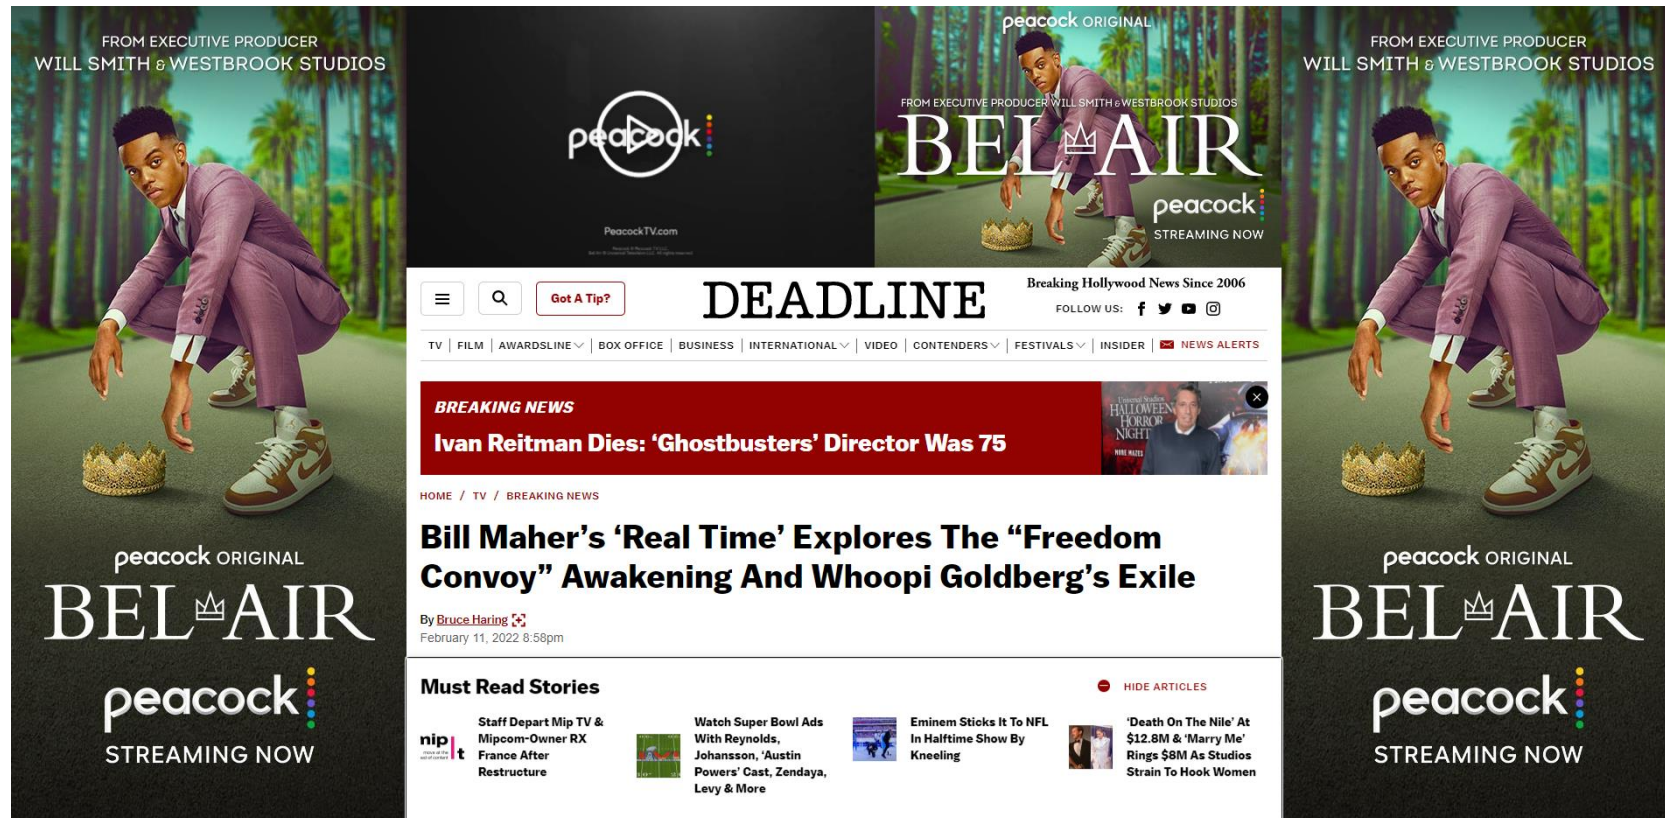 FROM EXECUTIVE PRODUCER
WILL SMITH & WESTBROOK STUDIOS
peacock ORIGINAL
BEL AIR
peacock
STREAMING NOW
peacock
PeacockTV.com
peacock ORIGINAL
FROM EXECUTIVE PRODUCER WILL SMITH & WESTBROOK STUDIOS
BEL AIR
peacock
STREAMING NOW
Got A Tip?
DEADLINE
Breaking Hollywood News Since 2006
FOLLOW US:
TV | FILM | AWARDSLINE | BOX OFFICE | BUSINESS | INTERNATIONAL | VIDEO | CONTENDERS | FESTIVALS | INSIDER | NEWS ALERTS
BREAKING NEWS
Ivan Reitman Dies: ‘Ghostbusters’ Director Was 75
Universal Studios
HALLOWEEN
HORROR
NIGHT
HOME / TV / BREAKING NEWS
Bill Maher’s ‘Real Time’ Explores The “Freedom
Convoy” Awakening And Whoopi Goldberg’s Exile
By Bruce Haring
February 11, 2022 8:58pm
Must Read Stories
HIDE ARTICLES
nip
t
Staff Depart Mip TV &
Mipcom-Owner RX
France After
Restructure
Watch Super Bowl Ads
With Reynolds,
Johansson, ‘Austin
Powers’ Cast, Zendaya,
Levy & More
Eminem Sticks It To NFL
In Halftime Show By
Kneeling
‘Death On The Nile’ At
$12.8M & ‘Marry Me’
Rings $8M As Studios
Strain To Hook Women
FROM EXECUTIVE PRODUCER
WILL SMITH & WESTBROOK STUDIOS
peacock ORIGINAL
BEL AIR
peacock
STREAMING NOW